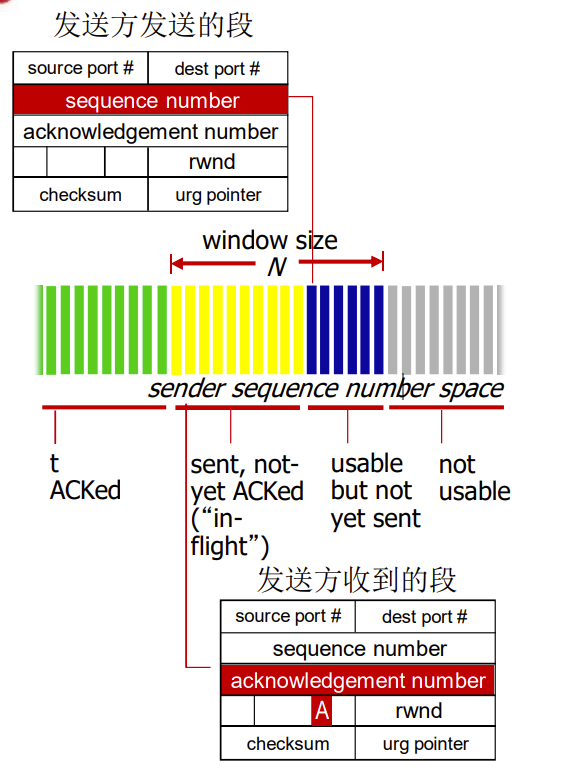 发送方发送的段
source port # dest port #
sequence number
acknowledgement number
rwnd
checksum urg pointer
window size
N
sender sequence number space
t
ACKed
sent, not-
yet ACKed
(“in-
flight”)
usable
but not
yet sent
not
usable
发送方收到的段
source port # dest port #
sequence number
acknowledgement number
A rwnd
checksum urg pointer